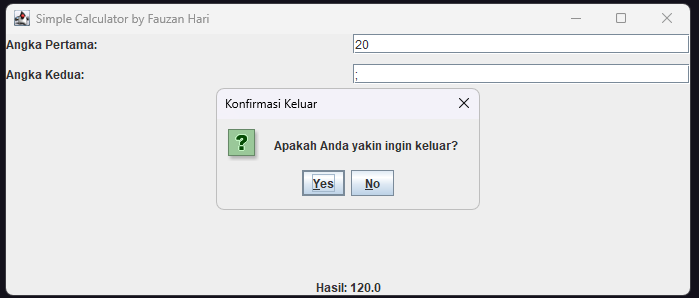 Simple Calculator by Fauzan Hari
Angka Pertama:
20
Angka Kedua:
;
Konfirmasi Keluar
?
Apakah Anda yakin ingin keluar?
Yes
No
Hasil: 120.0